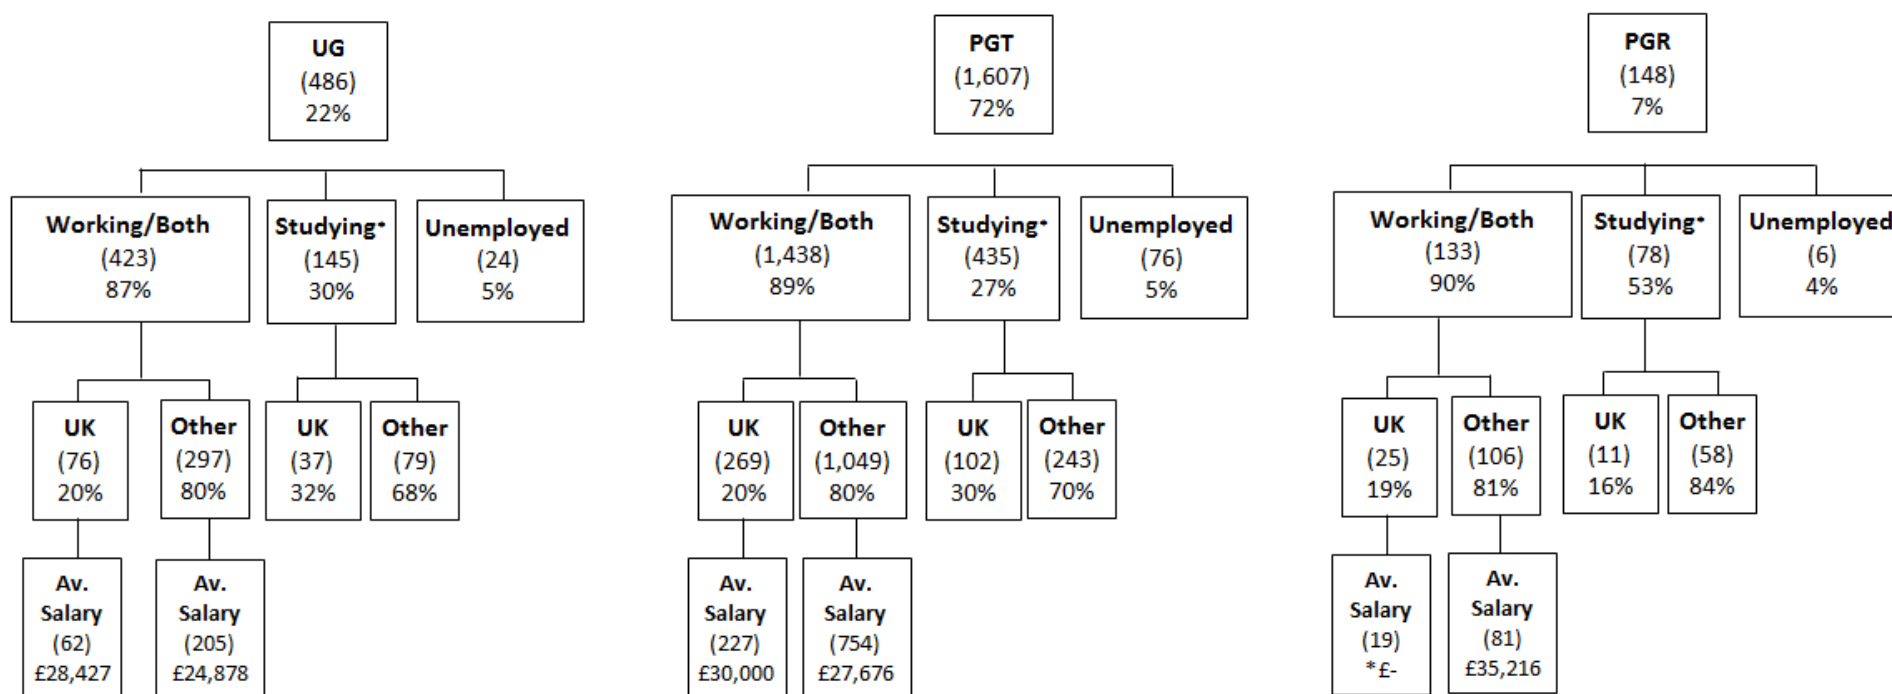 UG
(486)
22%
PGT
(1,607)
72%
PGR
(148)
7%
Working/Both
(423)
87%
Studying*
(145)
30%
Unemployed
(24)
5%
Working/Both
(1,438)
89%
Studying*
(435)
27%
Unemployed
(76)
5%
Working/Both
(133)
90%
Studying*
(78)
53%
Unemployed
(6)
4%
UK
(76)
20%
Other
(297)
80%
UK
(37)
32%
Other
(79)
68%
UK
(269)
20%
Other
(1,049)
80%
UK
(102)
30%
Other
(243)
70%
UK
(25)
19%
Other
(106)
81%
UK
(11)
16%
Other
(58)
84%
Av.
Salary
(62)
£28,427
Av.
Salary
(205)
£24,878
Av.
Salary
(227)
£30,000
Av.
Salary
(754)
£27,676
Av.
Salary
(19)
*£-
Av.
Salary
(81)
£35,216